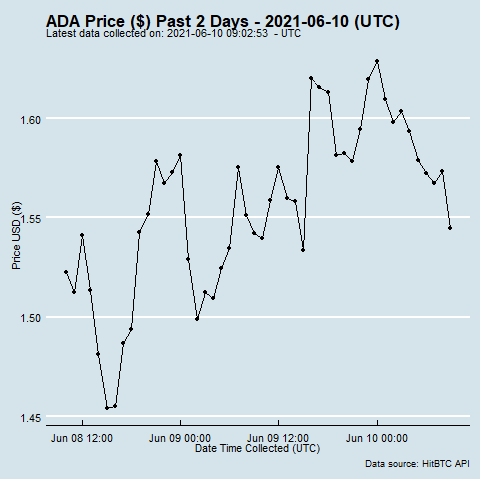 ADA Price ($) Past 2 Days - 2021-06-10 (UTC)
Latest data collected on: 2021-06-10 09:02:53  - UTC
1.60
1.55
1.50
1.45
Price USD ($)
Jun 08 12:00
Jun 09 00:00
Jun 09 12:00
Jun 10 00:00
Date Time Collected (UTC)
Data source: HitBTC API